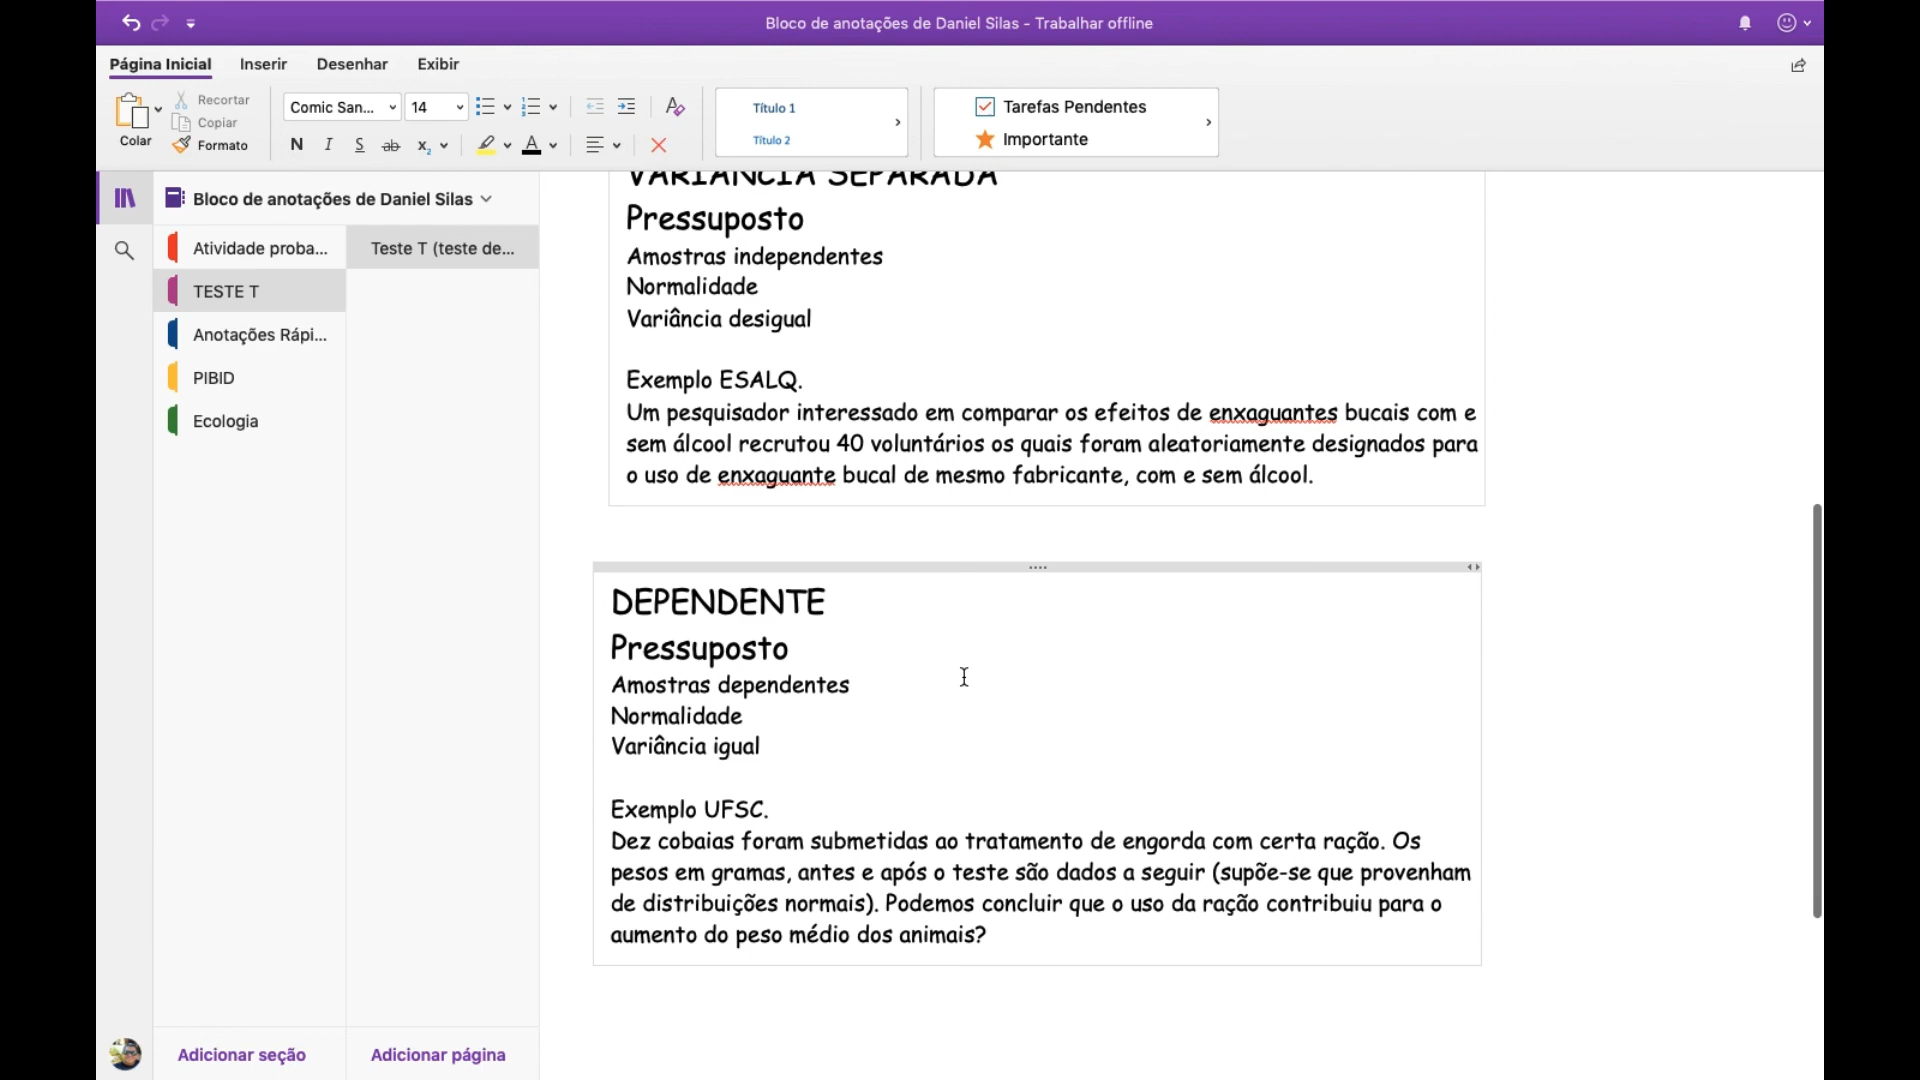 Bloco de anotações de Daniel Silas - Trabalhar offline
Página Inicial Inserir Desenhar Exibir
Colar
Recortar
Copiar
Formato
Comic San... 14
N I S ab x₂ A
Título 1
Título 2
Tarefas Pendentes
Importante
Bloco de anotações de Daniel Silas
Atividade proba...
TESTE T
Anotações Rápi...
PIBID
Ecologia
Teste T (teste de...
VARIÂNCIA SEPARADA
Pressuposto
Amostras independentes
Normalidade
Variância desigual
Exemplo ESALQ.
Um pesquisador interessado em comparar os efeitos de enxaguantes bucais com e
sem álcool recrutou 40 voluntários os quais foram aleatoriamente designados para
o uso de enxaguante bucal de mesmo fabricante, com e sem álcool.
DEPENDENTE
Pressuposto
Amostras dependentes
Normalidade
Variância igual
Exemplo UFSC.
Dez cobaias foram submetidas ao tratamento de engorda com certa ração. Os
pesos em gramas, antes e após o teste são dados a seguir (supõe-se que provenham
de distribuições normais). Podemos concluir que o uso da ração contribuiu para o
aumento do peso médio dos animais?
Adicionar seção
Adicionar página